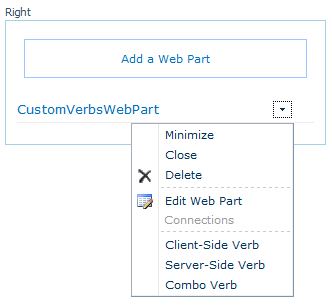 Right
Add a Web Part
CustomVerbsWebPart
Minimize
Close
Delete
Edit Web Part
Connections
Client-Side Verb
Server-Side Verb
Combo Verb